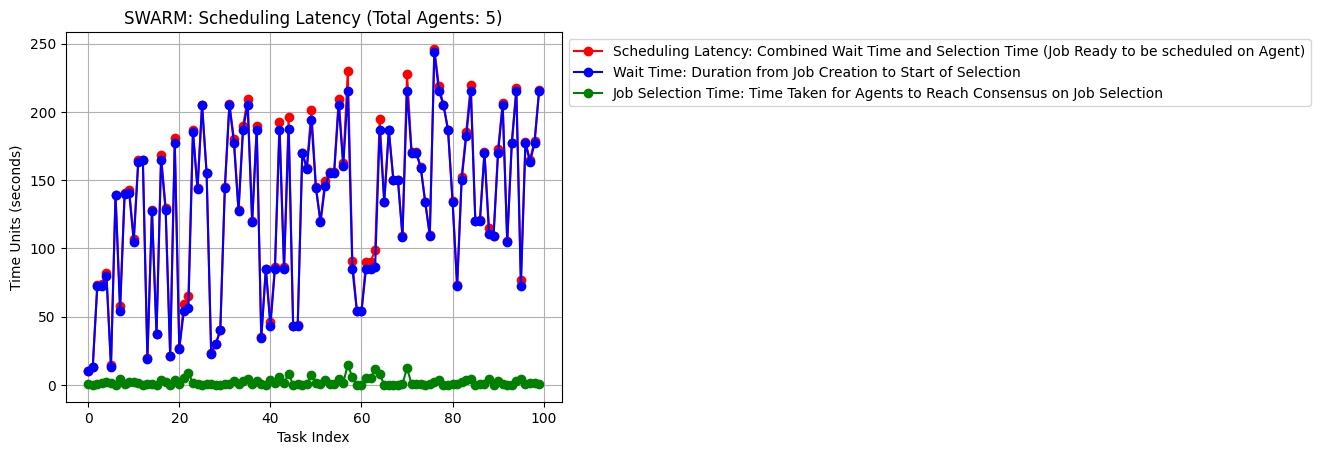 SWARM: Scheduling Latency (Total Agents: 5)
Scheduling Latency: Combined Wait Time and Selection Time (Job Ready to be scheduled on Agent)
Wait Time: Duration from Job Creation to Start of Selection
Job Selection Time: Time Taken for Agents to Reach Consensus on Job Selection
Time Units (seconds)
250
200
150
100
50
0
0 20 40 60 80 100
Task Index